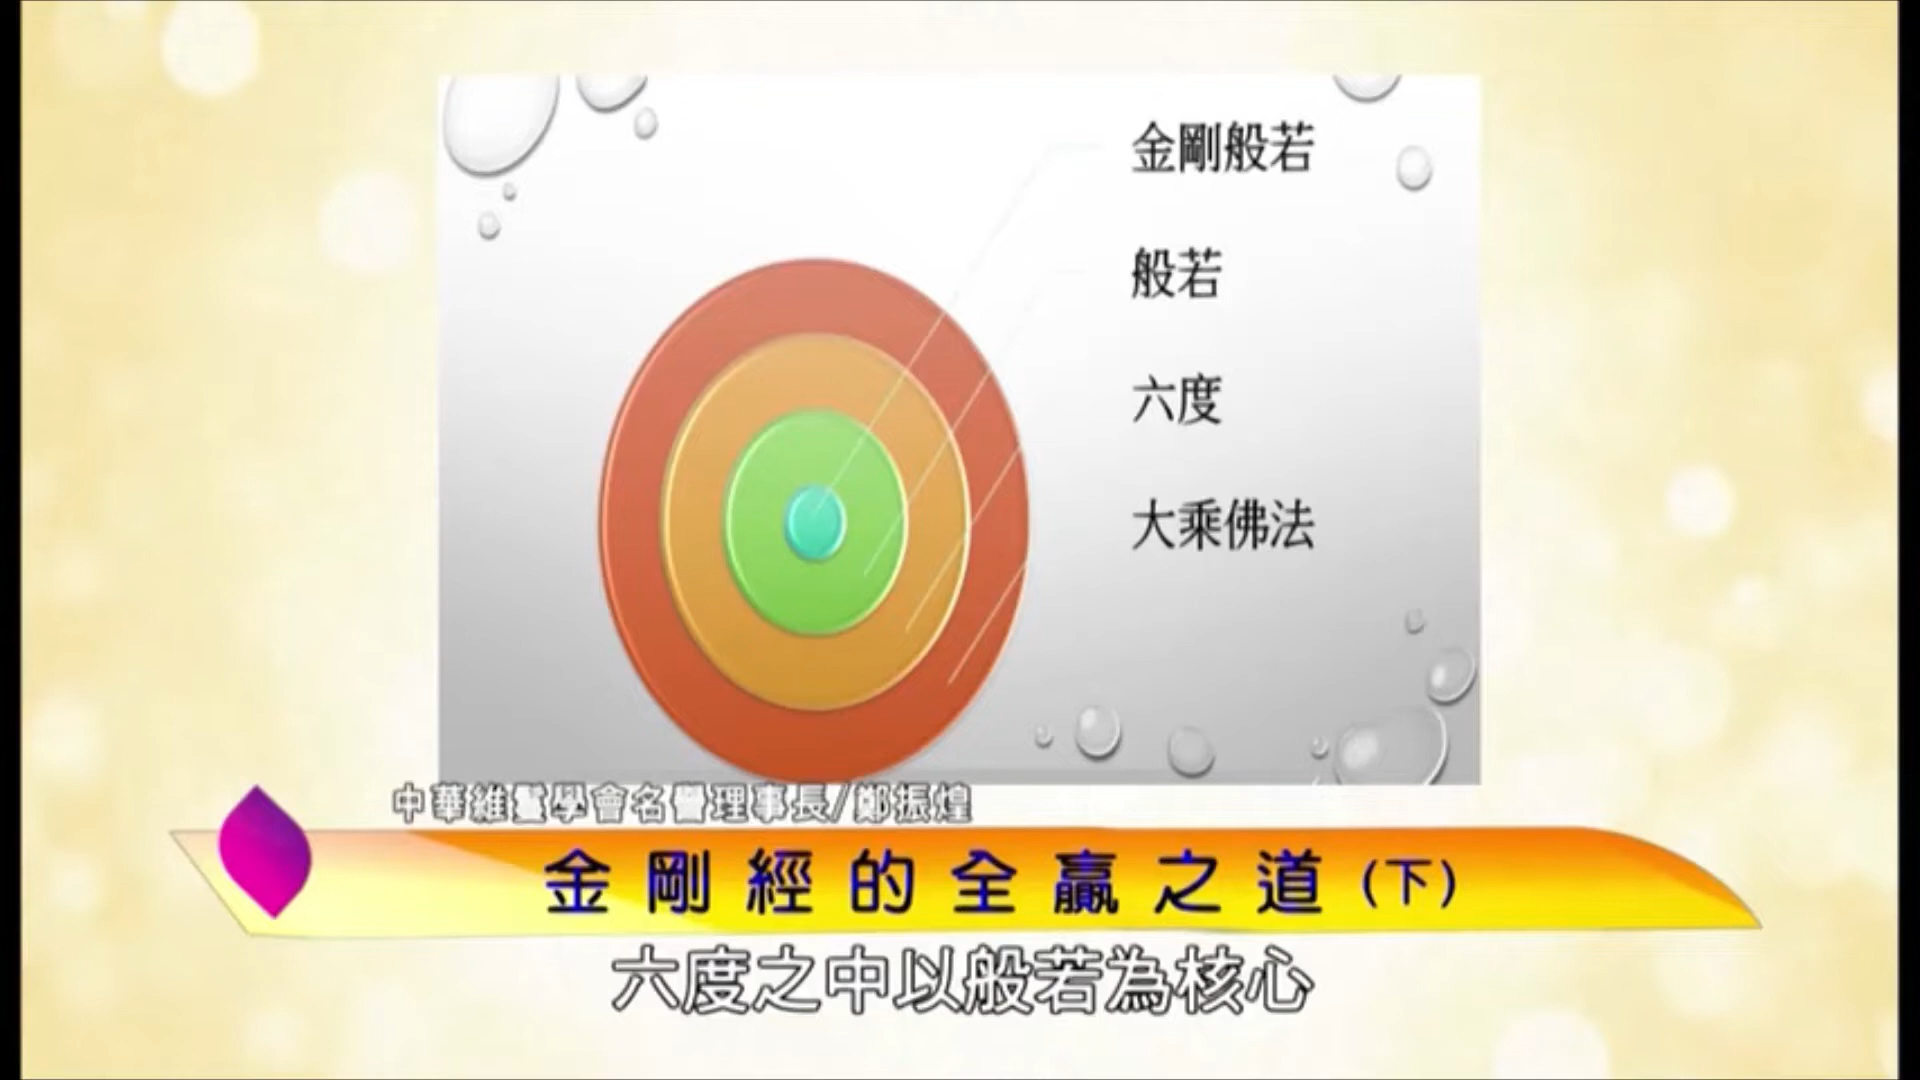 金剛般若
般若
六度
大乘佛法
中華維鬘學會名譽理事長/鄭振煌
金剛經的全贏之道(下)
六度之中以般若為核心